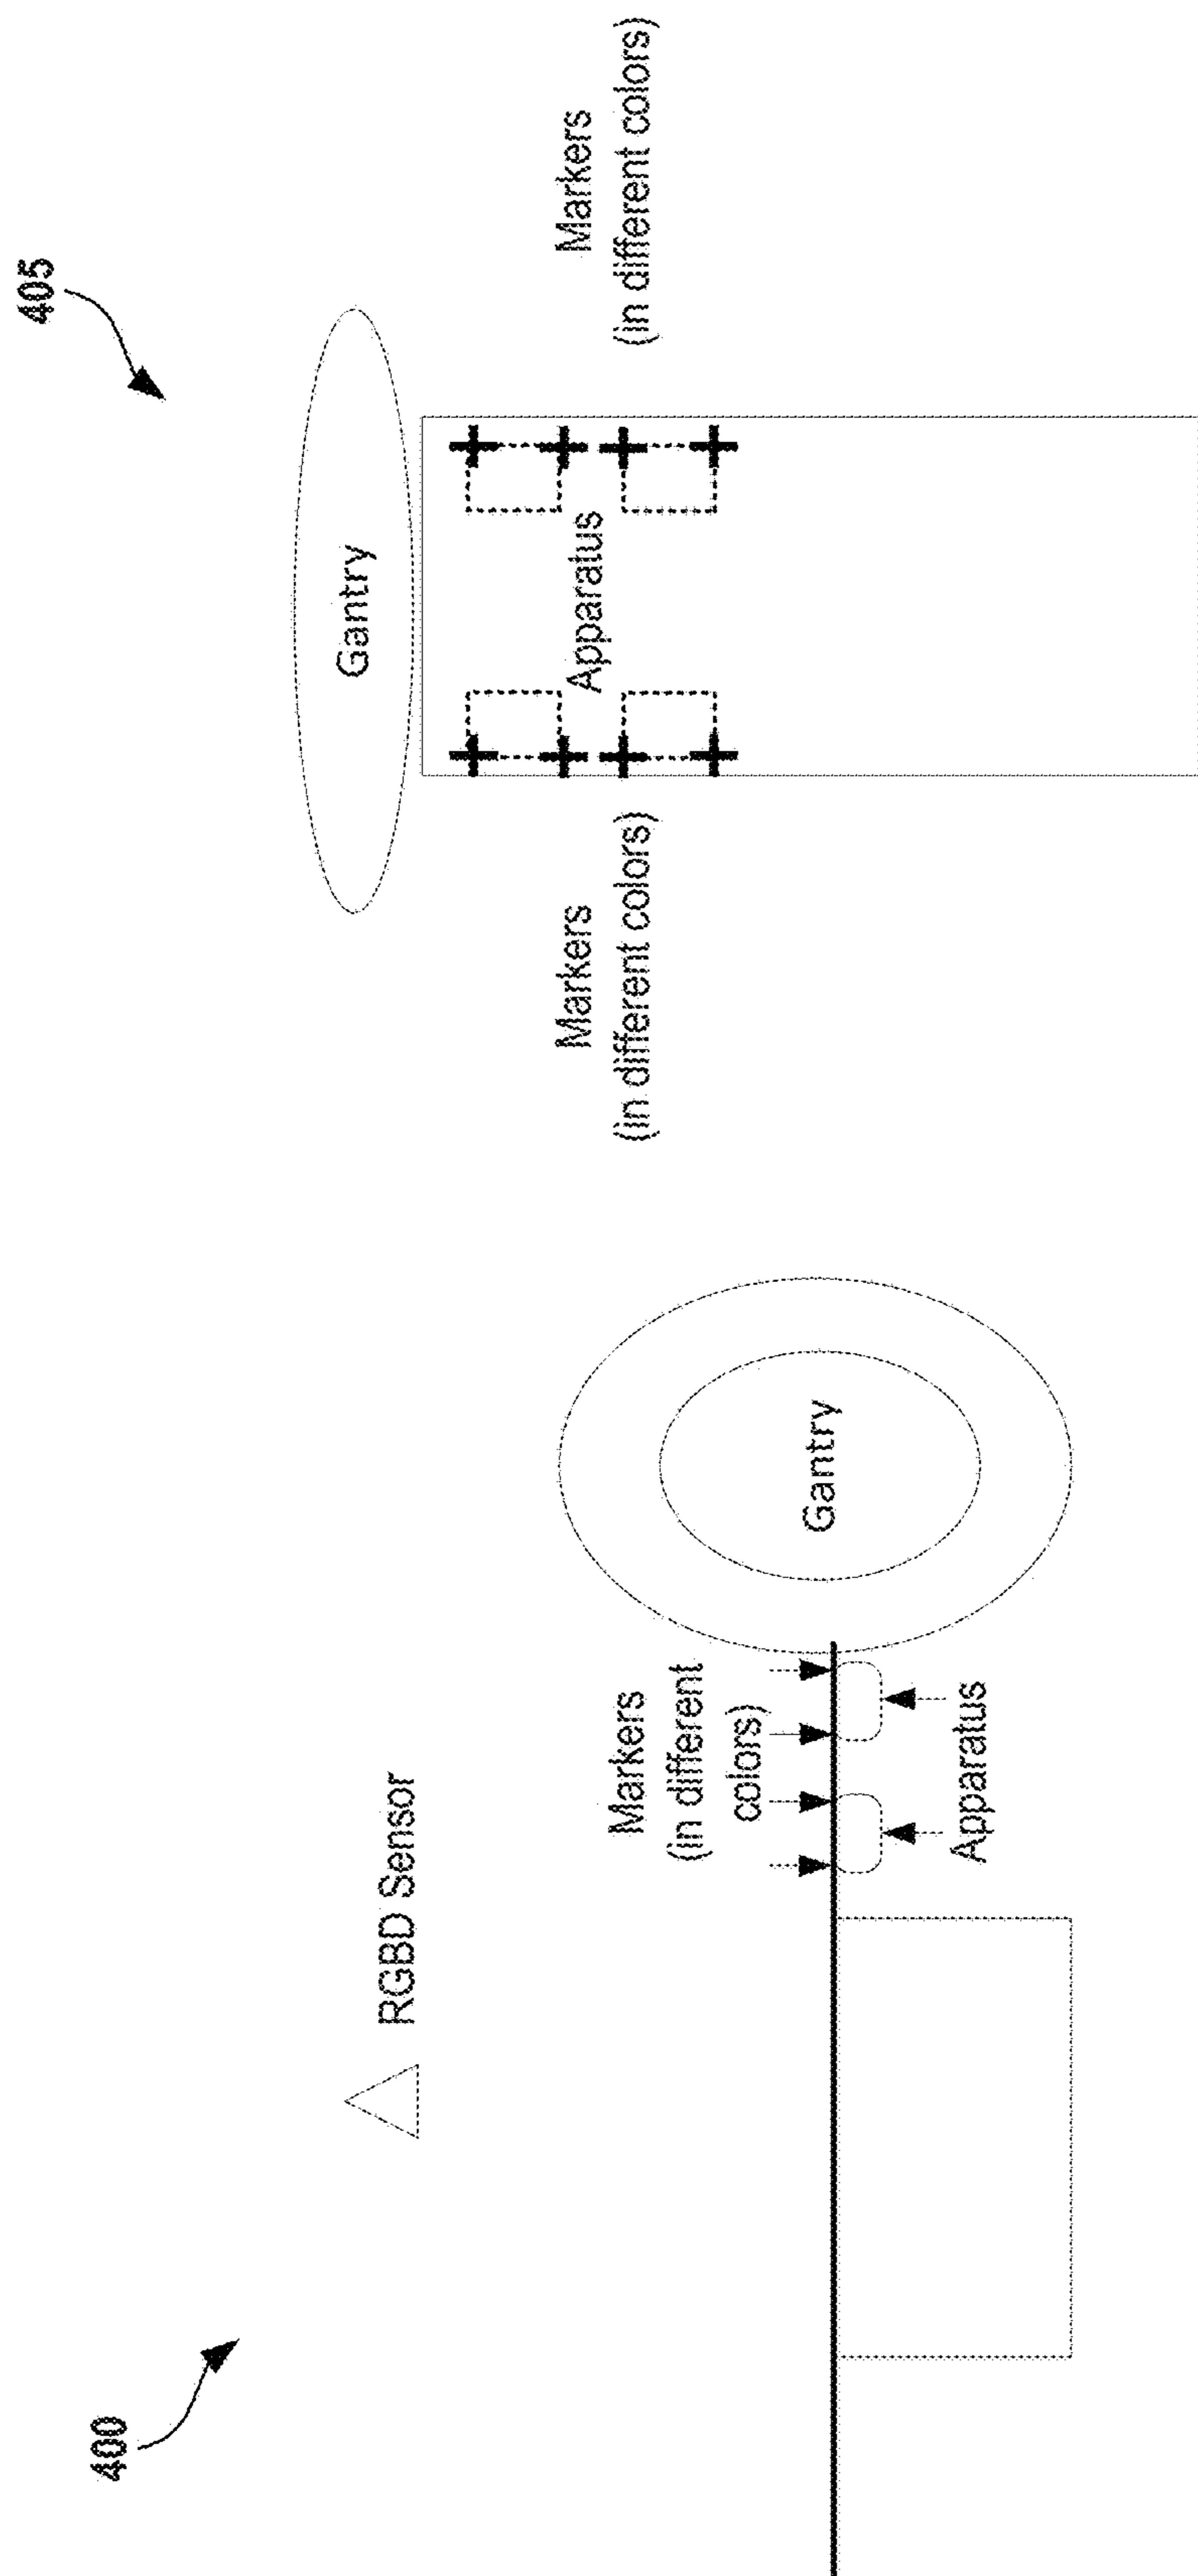 400
RGBD Sensor
Markers
(in different
colors)
Gantry
Apparatus
405
Gantry
Markers
(in different colors)
Apparatus
Markers
(in different colors)